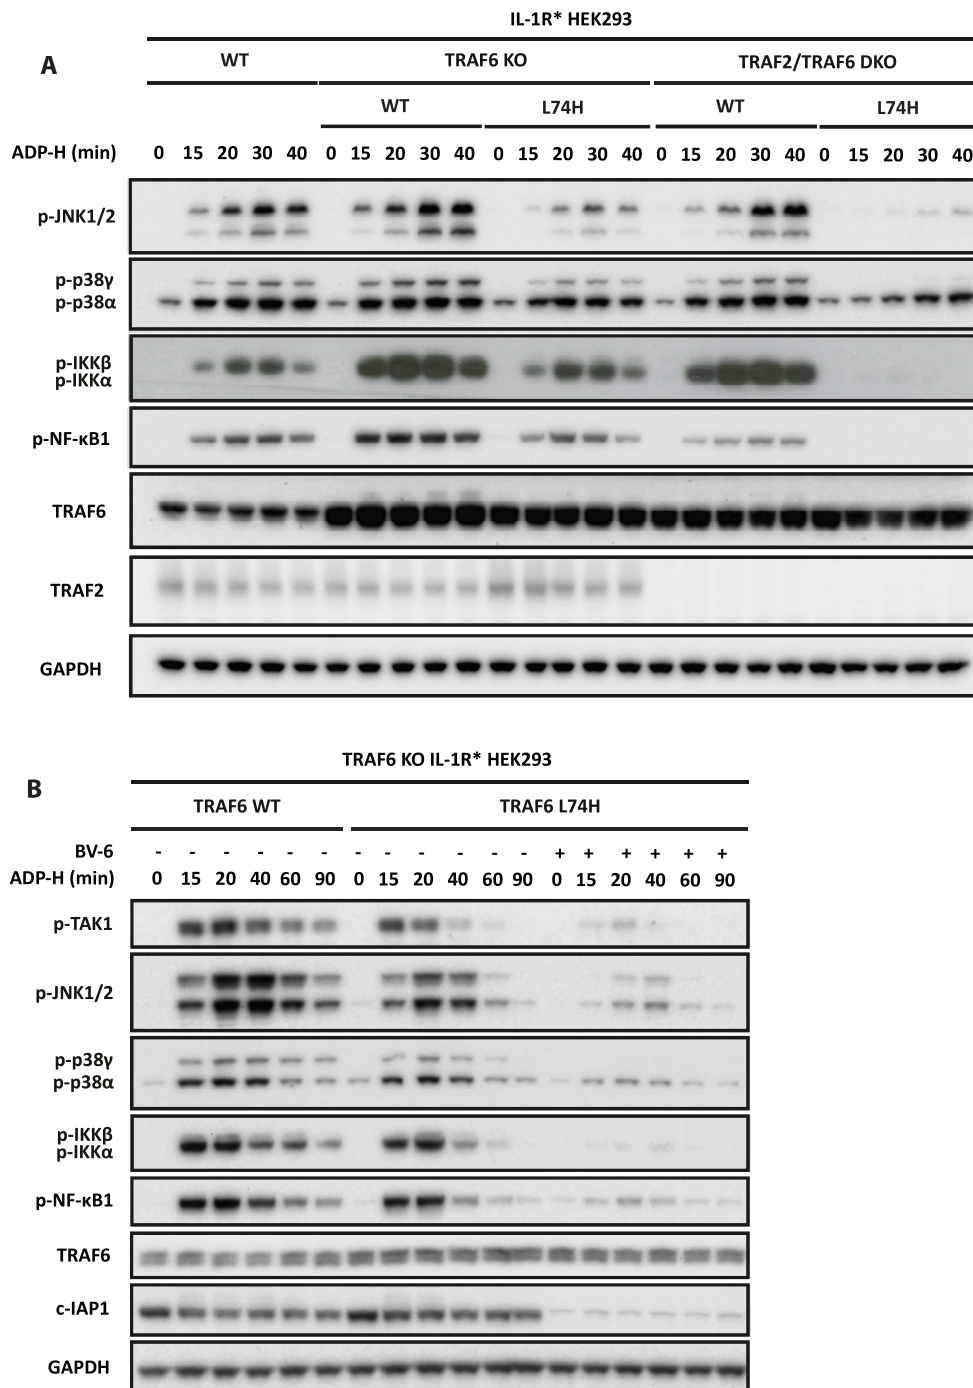 IL-1R* HEK293
A
WT TRAF6 KO TRAF2/TRAF6 DKO
WT L74H WT L74H
ADP-H (min) 0 15 20 30 40 0 15 20 30 40 0 15 20 30 40 0 15 20 30 40 0 15 20 30 40
p-JNK1/2
p-p38γ
p-p38α
p-IKKβ
p-IKKα
p-NF-κB1
TRAF6
TRAF2
GAPDH
TRAF6 KO IL-1R* HEK293
B
TRAF6 WT TRAF6 L74H
BV-6 - - - - - - - - - - - - + + + + + +
ADP-H (min) 0 15 20 40 60 90 0 15 20 40 60 90 0 15 20 40 60 90
p-TAK1
p-JNK1/2
p-p38γ
p-p38α
p-IKKβ
p-IKKα
p-NF-κB1
TRAF6
c-IAP1
GAPDH